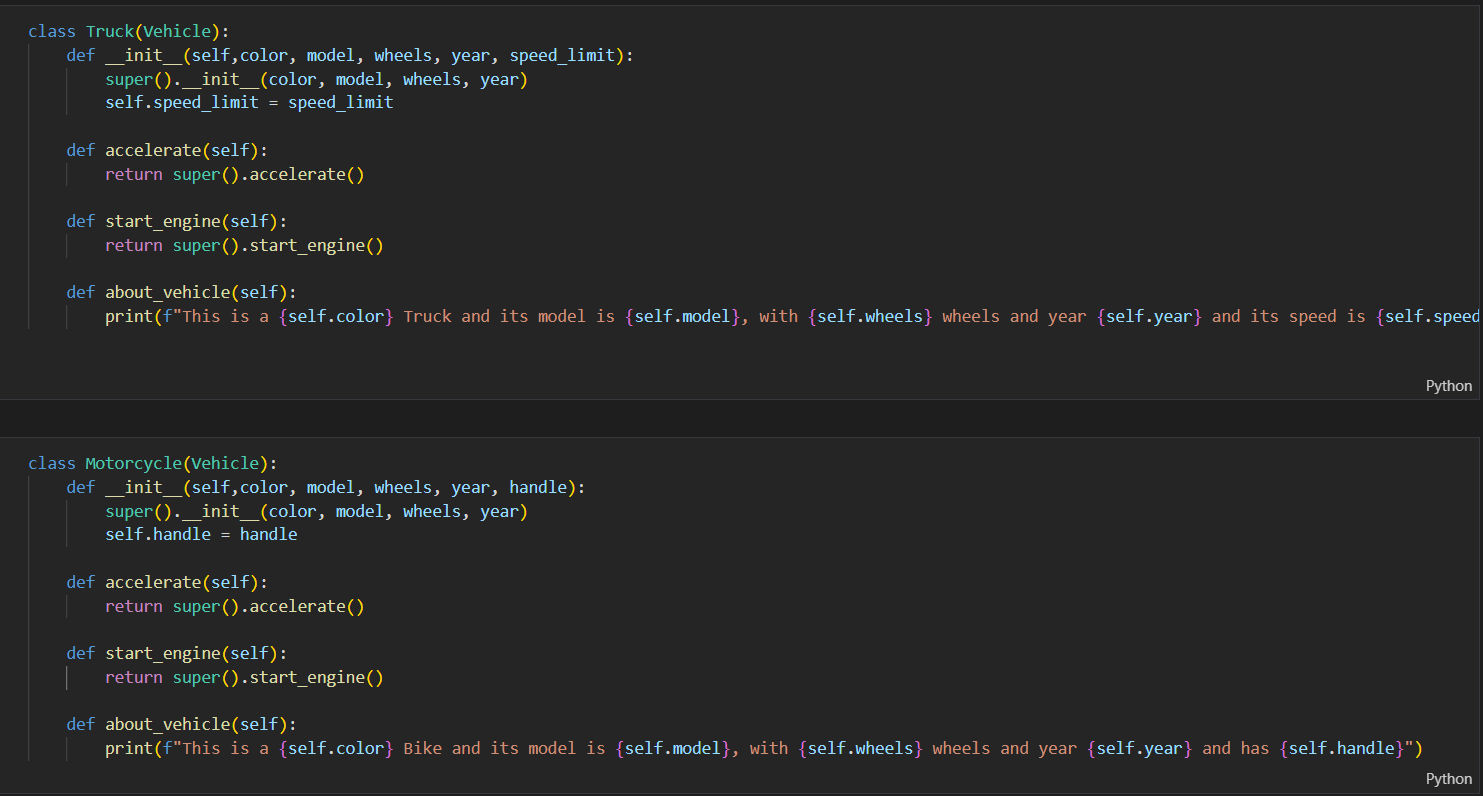 class Truck(Vehicle):
    def __init__(self,color, model, wheels, year, speed_limit):
        super().__init__(color, model, wheels, year)
        self.speed_limit = speed_limit

    def accelerate(self):
        return super().accelerate()

    def start_engine(self):
        return super().start_engine()

    def about_vehicle(self):
        print(f"This is a {self.color} Truck and its model is {self.model}, with {self.wheels} wheels and year {self.year} and its speed is {self.speed
Python
class Motorcycle(Vehicle):
    def __init__(self,color, model, wheels, year, handle):
        super().__init__(color, model, wheels, year)
        self.handle = handle

    def accelerate(self):
        return super().accelerate()

    def start_engine(self):
        return super().start_engine()

    def about_vehicle(self):
        print(f"This is a {self.color} Bike and its model is {self.model}, with {self.wheels} wheels and year {self.year} and has {self.handle}")
Python